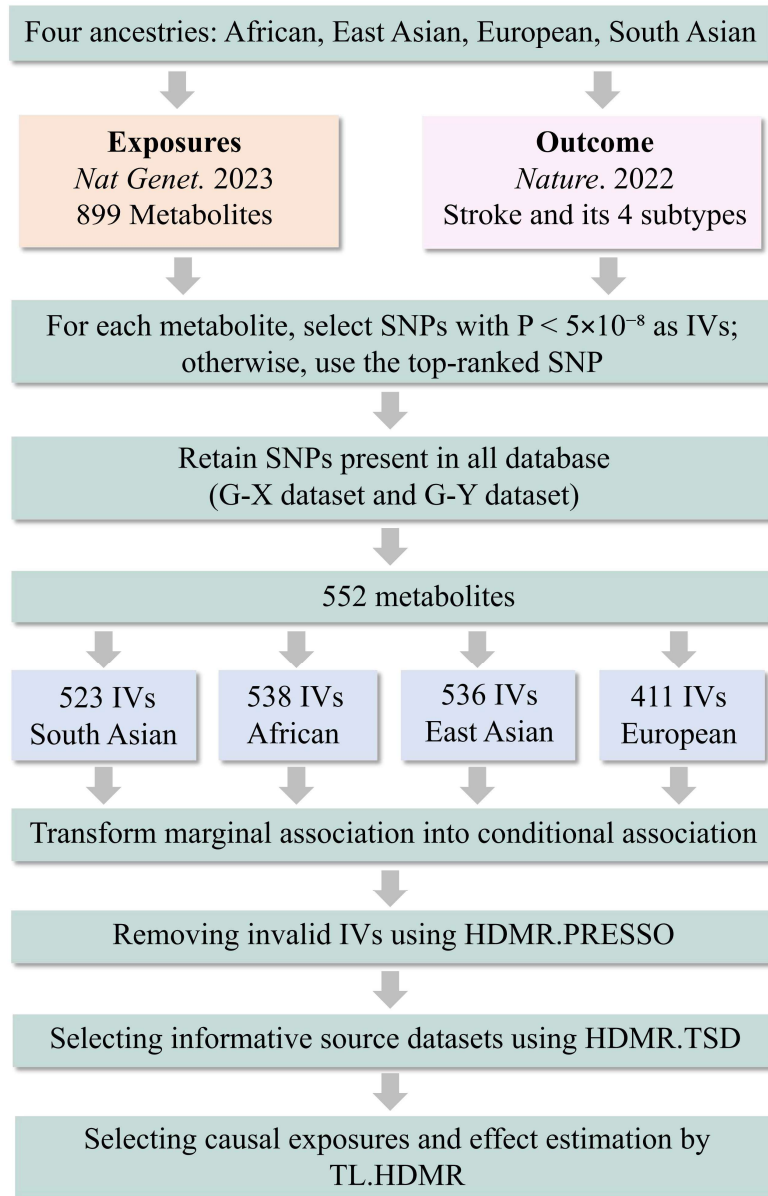 Four ancestries: African, East Asian, European, South Asian
Exposures
Nat Genet. 2023
899 Metabolites
Outcome
Nature. 2022
Stroke and its 4 subtypes
For each metabolite, select SNPs with P < 5×10⁻⁸ as IVs;
otherwise, use the top-ranked SNP
Retain SNPs present in all database
(G-X dataset and G-Y dataset)
552 metabolites
523 IVs
South Asian
538 IVs
African
536 IVs
East Asian
411 IVs
European
Transform marginal association into conditional association
Removing invalid IVs using HDMR.PRESSO
Selecting informative source datasets using HDMR.TSD
Selecting causal exposures and effect estimation by
TL.HDMR